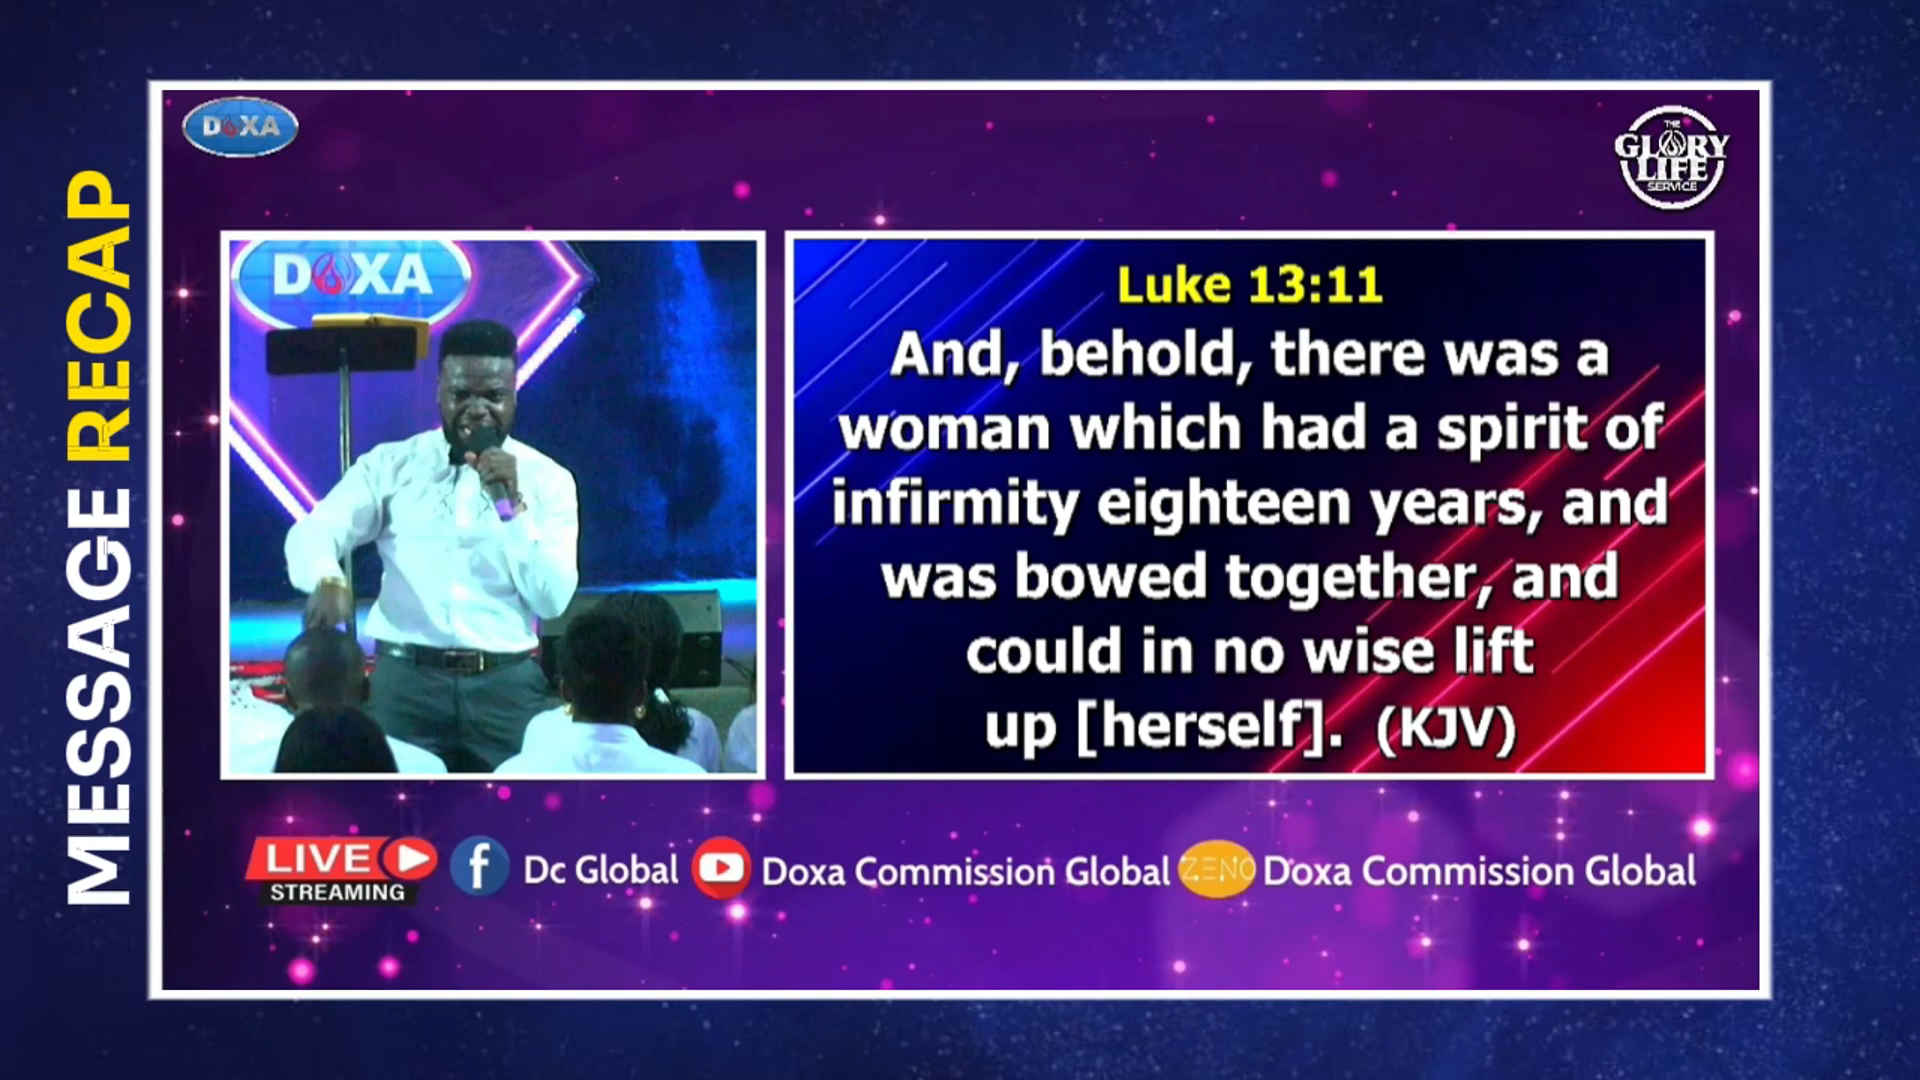 MESSAGE RECAP
DOXA
THE
GLORY
LIFE
SERVICE
DOXA
Luke 13:11
And, behold, there was a
woman which had a spirit of
infirmity eighteen years, and
was bowed together, and
could in no wise lift
up [herself]. (KJV)
LIVE
STREAMING
f Dc Global
Doxa Commission Global
ZENO Doxa Commission Global